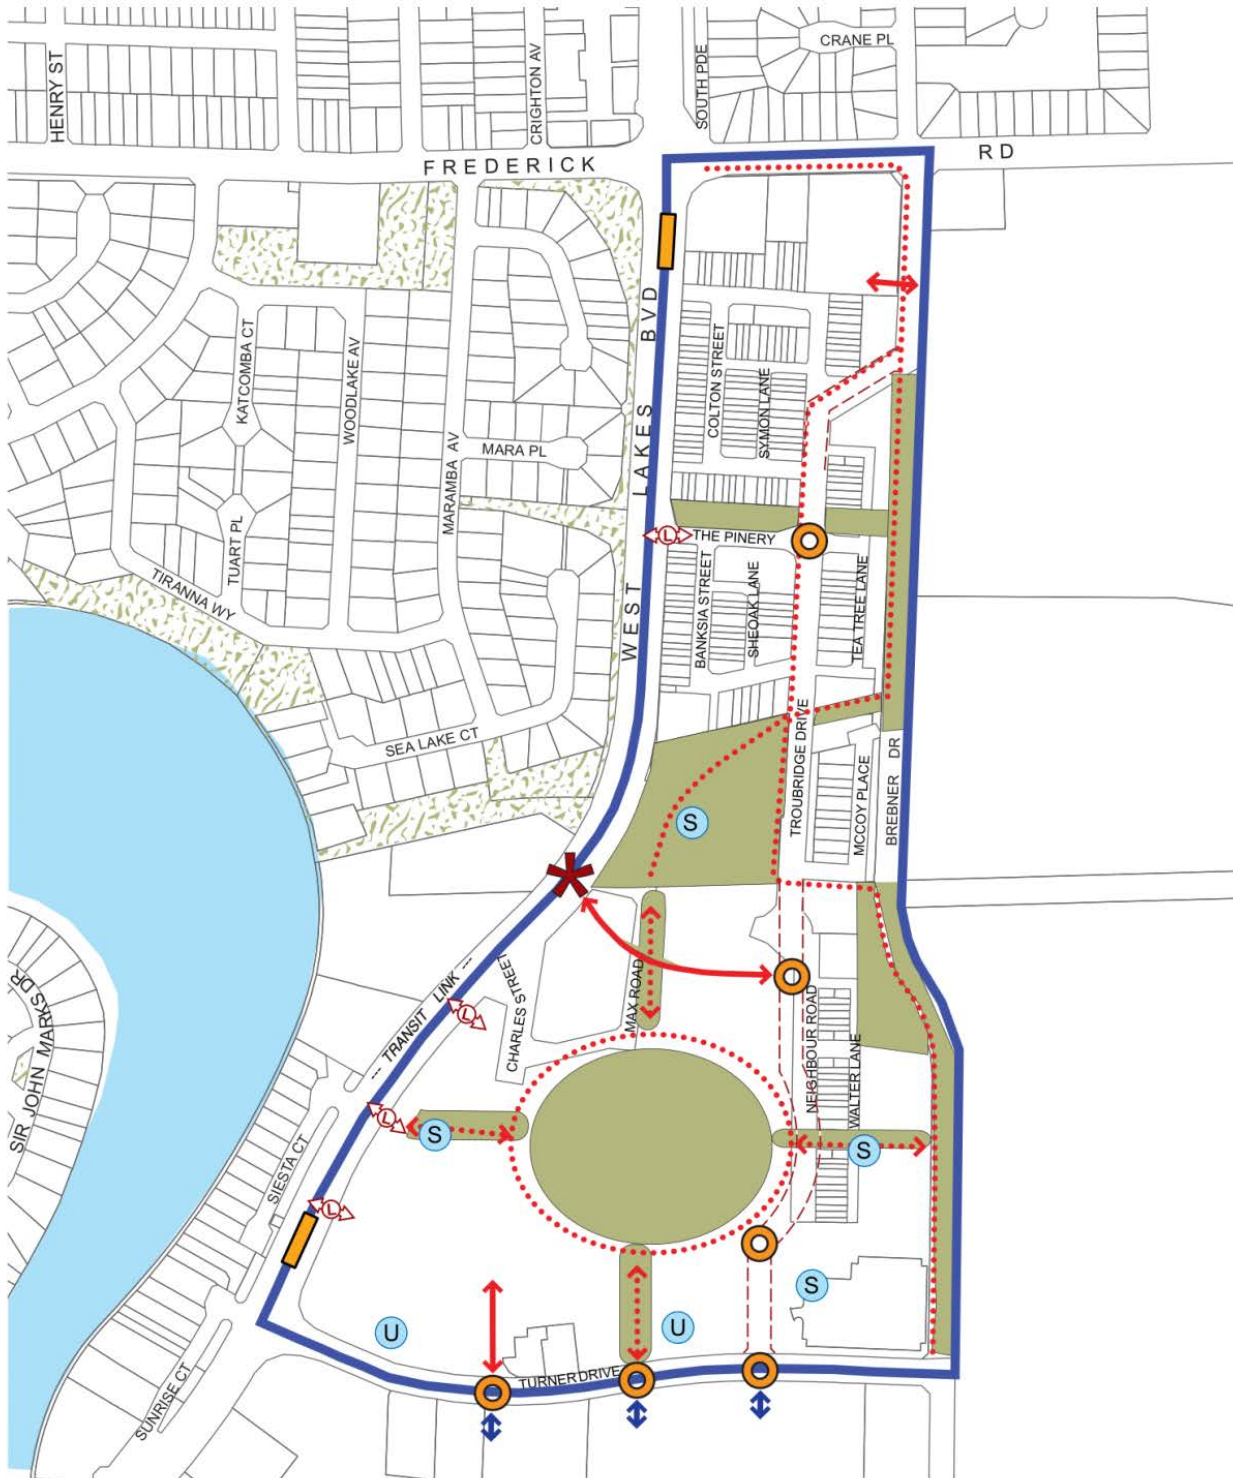 CRANE PL
HENRY ST
CRIGHTON AV
SOUTH PDE
FREDERICK
RD
WEST LAKES BVD
KATCOMBA CT
WOODLAKE AV
MARAMBA AV
MARA PL
COLTON STREET
SYMON LANE
TUART PL
TIRANNA WY
L
THE PINERY
BANKSIA STREET
SHEOAK LANE
TEA TREE LANE
SEA LAKE CT
TROUBRIDGE DRIVE
MCCOY PLACE
BREBNER DR
S
SIR JOHN MARKS DR
--- TRANSIT LINK ---
CHARLES STREET
MAX ROAD
NEIGHBOUR ROAD
WALTER LANE
L
L
S
S
SIESTA CT
L
S
U
U
TURNER DRIVE
SUNRISE CT